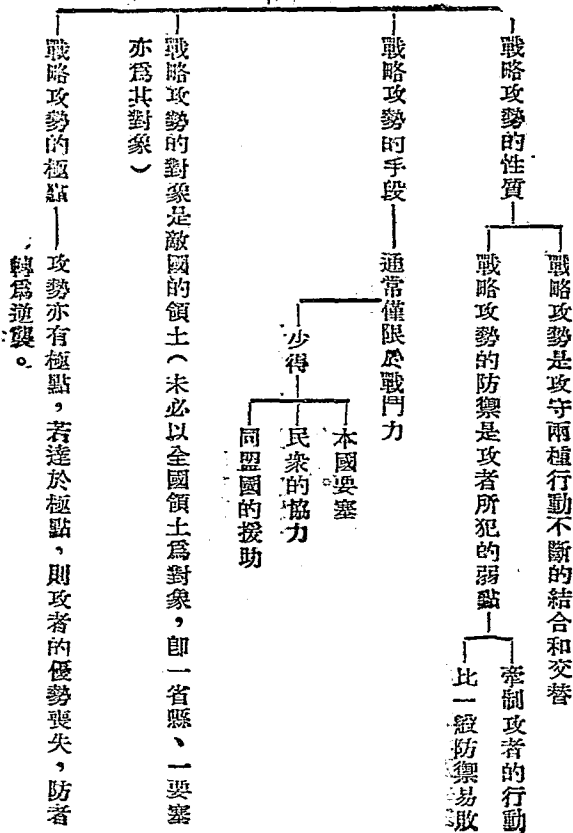 戰略攻勢的性質
戰略攻勢是攻守兩種行動不斷的結合和交替
戰略攻勢的防禦是攻者所犯的弱點
牽制攻者的行動
比一般防禦易敗
戰略攻勢的手段
通常僅限於戰鬥力
少得
本國要塞
民衆的協力
同盟國的援助
戰略攻勢的對象是敵國的領土（未必以全國領土爲對象，卽一省縣、一要塞
亦爲其對象）
戰略攻勢的極點
攻勢亦有極點，若達於極點，則攻者的優勢喪失，防者
轉爲逆襲。